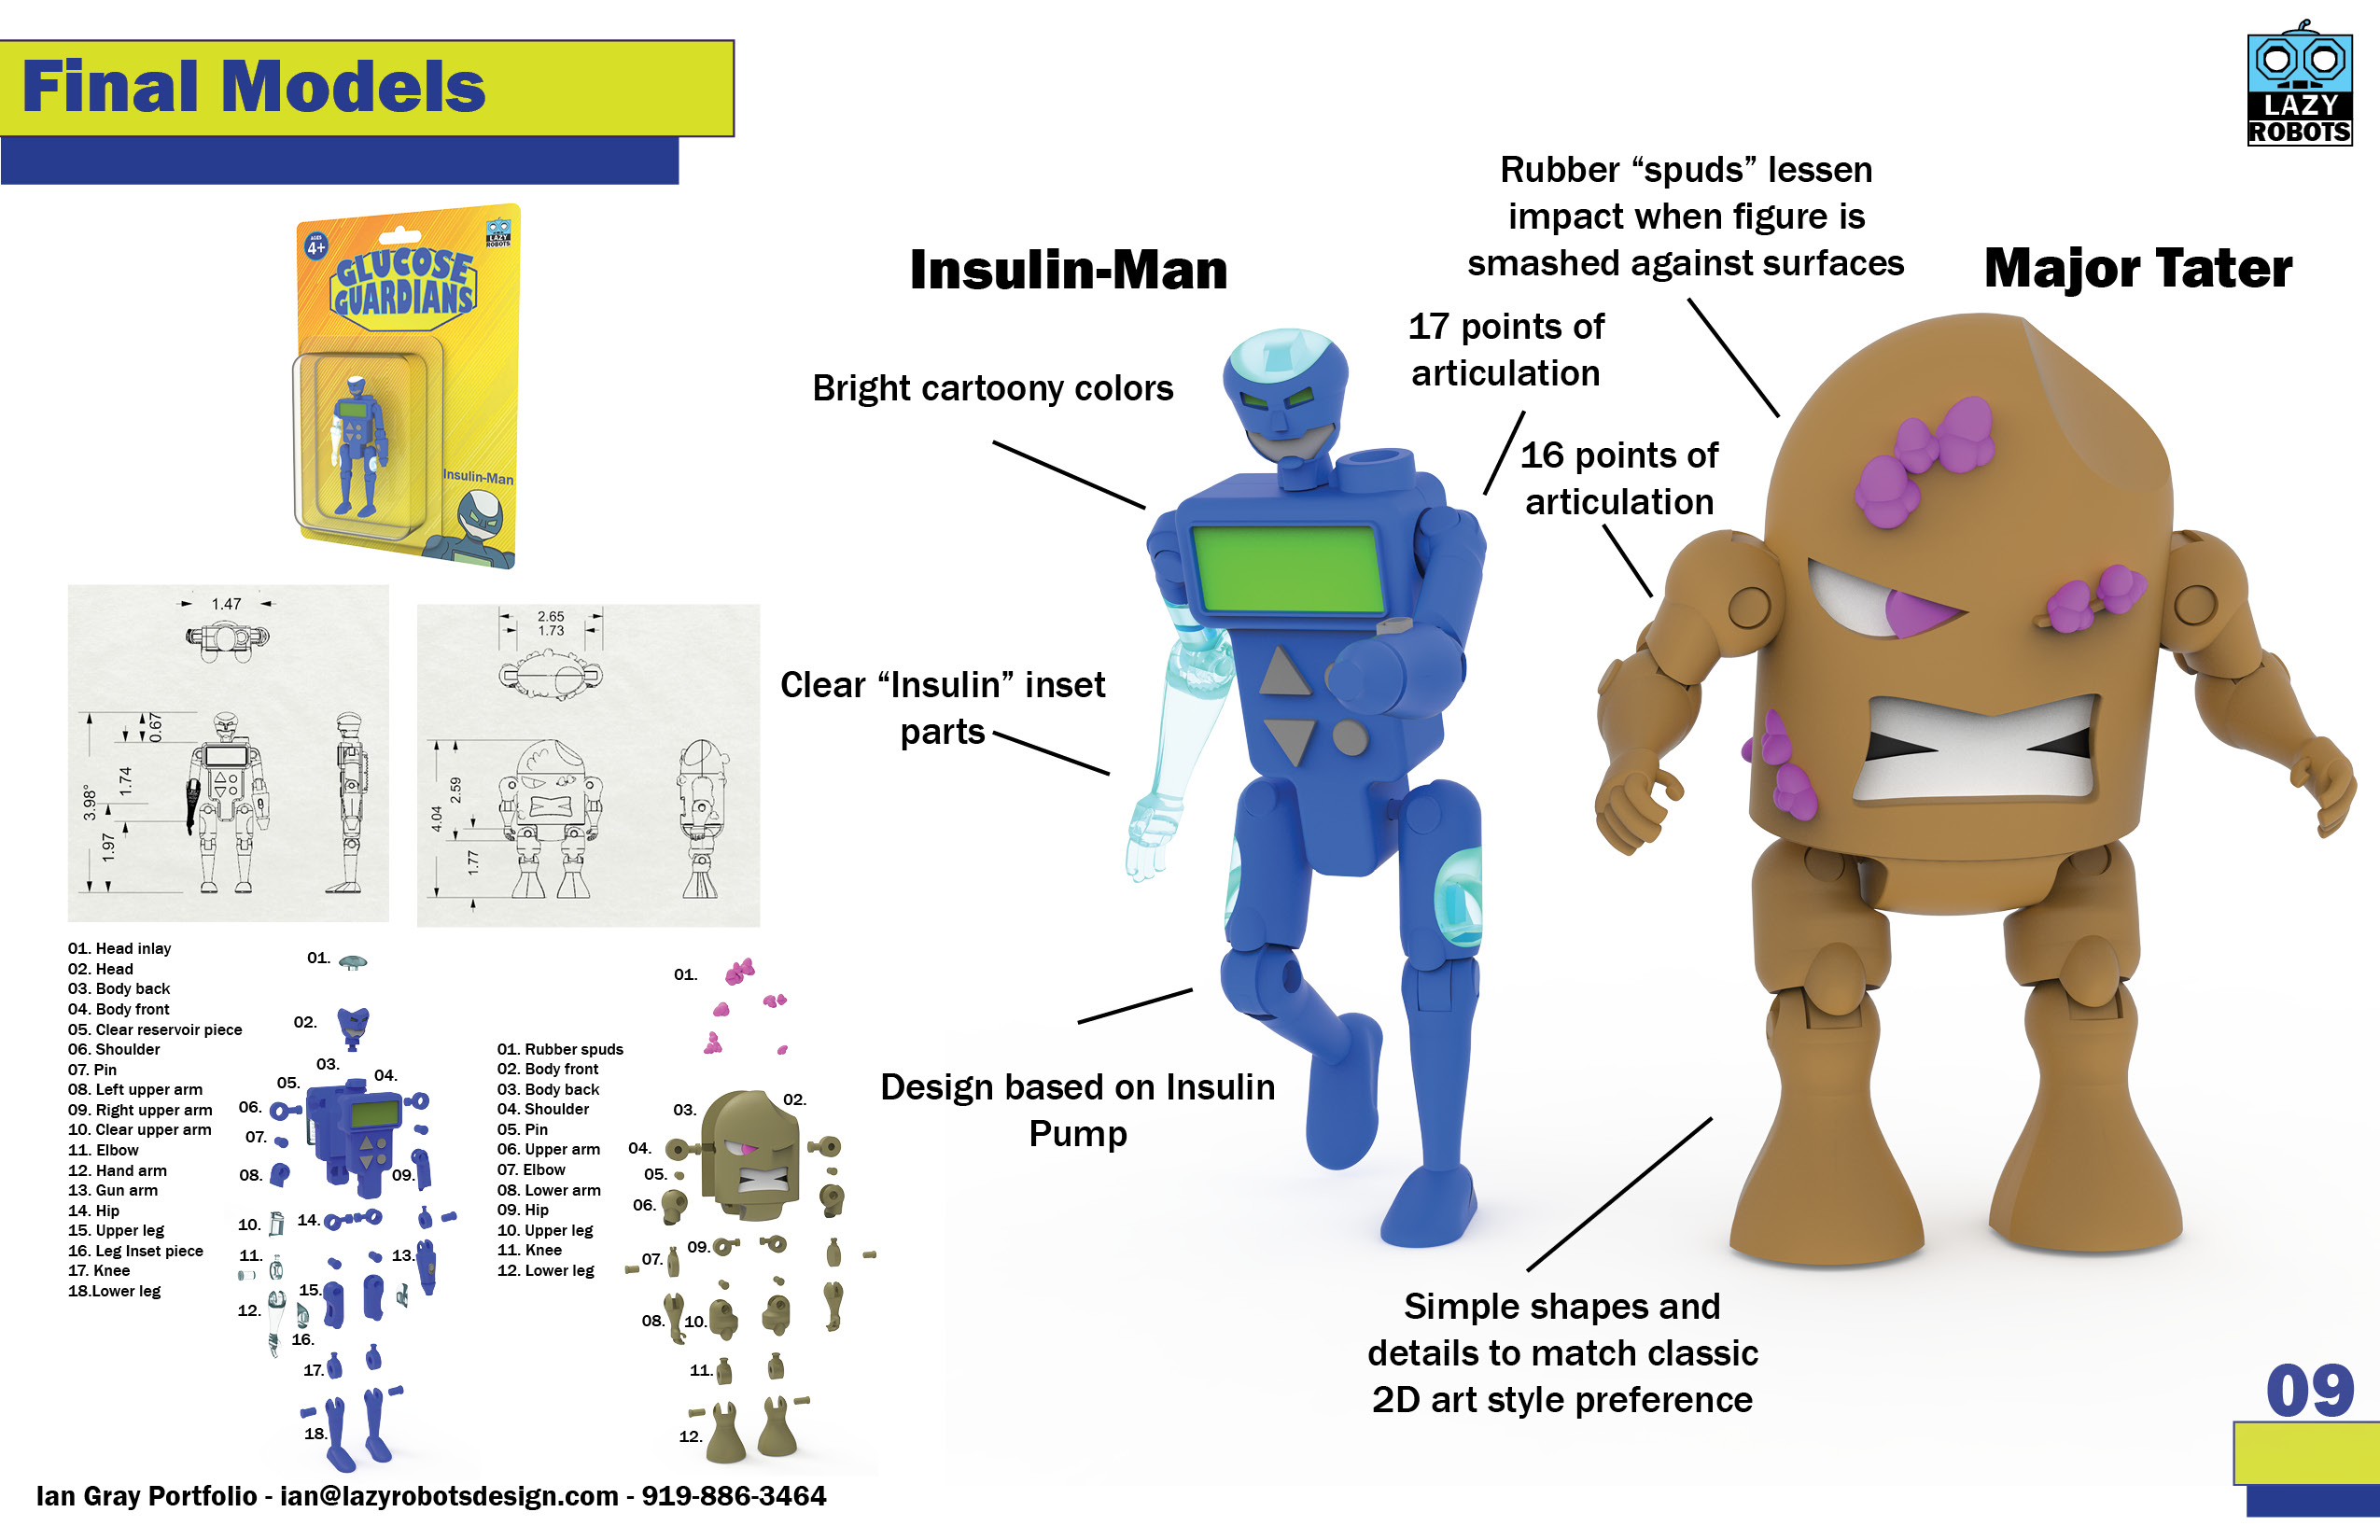 Final Models
LAZY
ROBOTS
AGES
4+
LAZY
ROBOTS
GLUCOSE
GUARDIANS
Insulin-Man
Insulin-Man
Bright cartoony colors
Clear “Insulin” inset
parts
Design based on Insulin
Pump
17 points of
articulation
Rubber “spuds” lessen
impact when figure is
smashed against surfaces
Major Tater
16 points of
articulation
Simple shapes and
details to match classic
2D art style preference
1.47
0.67
1.74
3.98°
1.97
2.65
1.73
2.59
4.04
1.77
01. Head inlay
02. Head
03. Body back
04. Body front
05. Clear reservoir piece
06. Shoulder
07. Pin
08. Left upper arm
09. Right upper arm
10. Clear upper arm
11. Elbow
12. Hand arm
13. Gun arm
14. Hip
15. Upper leg
16. Leg Inset piece
17. Knee
18.Lower leg
01.
02.
03.
04.
05.
06.
07.
08.
09.
10.
14.
11.
13.
15.
12.
16.
17.
18.
01. Rubber spuds
02. Body front
03. Body back
04. Shoulder
05. Pin
06. Upper arm
07. Elbow
08. Lower arm
09. Hip
10. Upper leg
11. Knee
12. Lower leg
01.
02.
03.
04.
05.
06.
09.
07.
08.
10.
11.
12.
Ian Gray Portfolio - ian@lazyrobotsdesign.com - 919-886-3464
09